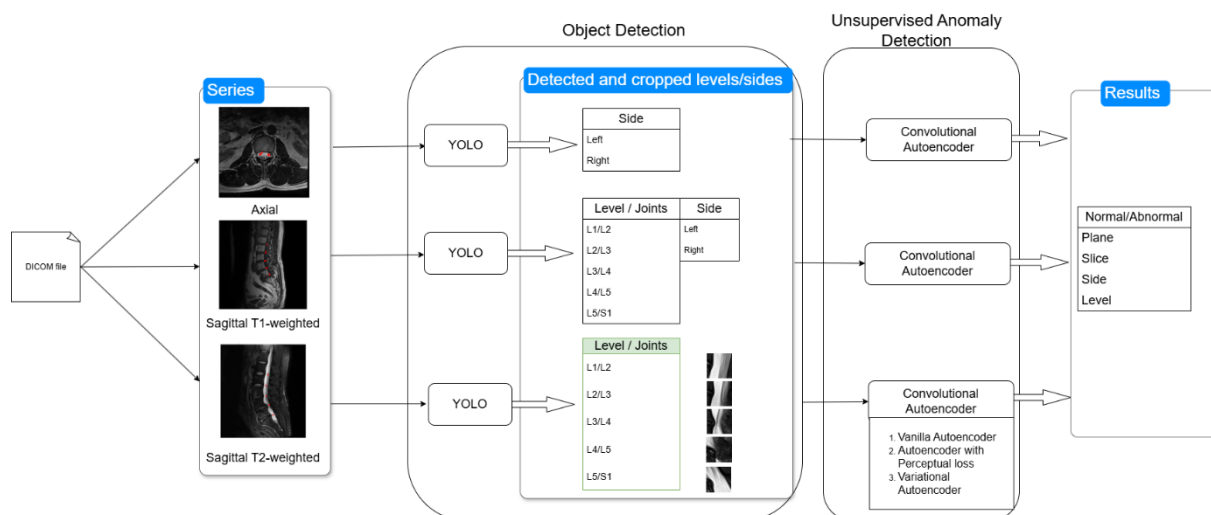 Object Detection
Unsupervised Anomaly
Detection
Series
Detected and cropped levels/sides
Results
DICOM file
Axial
Sagittal T1-weighted
Sagittal T2-weighted
YOLO
Side
Left
Right
Convolutional
Autoencoder
YOLO
Level / Joints
Side
L1/L2
Left
L2/L3
Right
L3/L4
L4/L5
L5/S1
Convolutional
Autoencoder
Normal/Abnormal
Plane
Slice
Side
Level
YOLO
Level / Joints
L1/L2
L2/L3
L3/L4
L4/L5
L5/S1
Convolutional
Autoencoder
1. Vanilla Autoencoder
2. Autoencoder with
Perceptual loss
3. Variational
Autoencoder